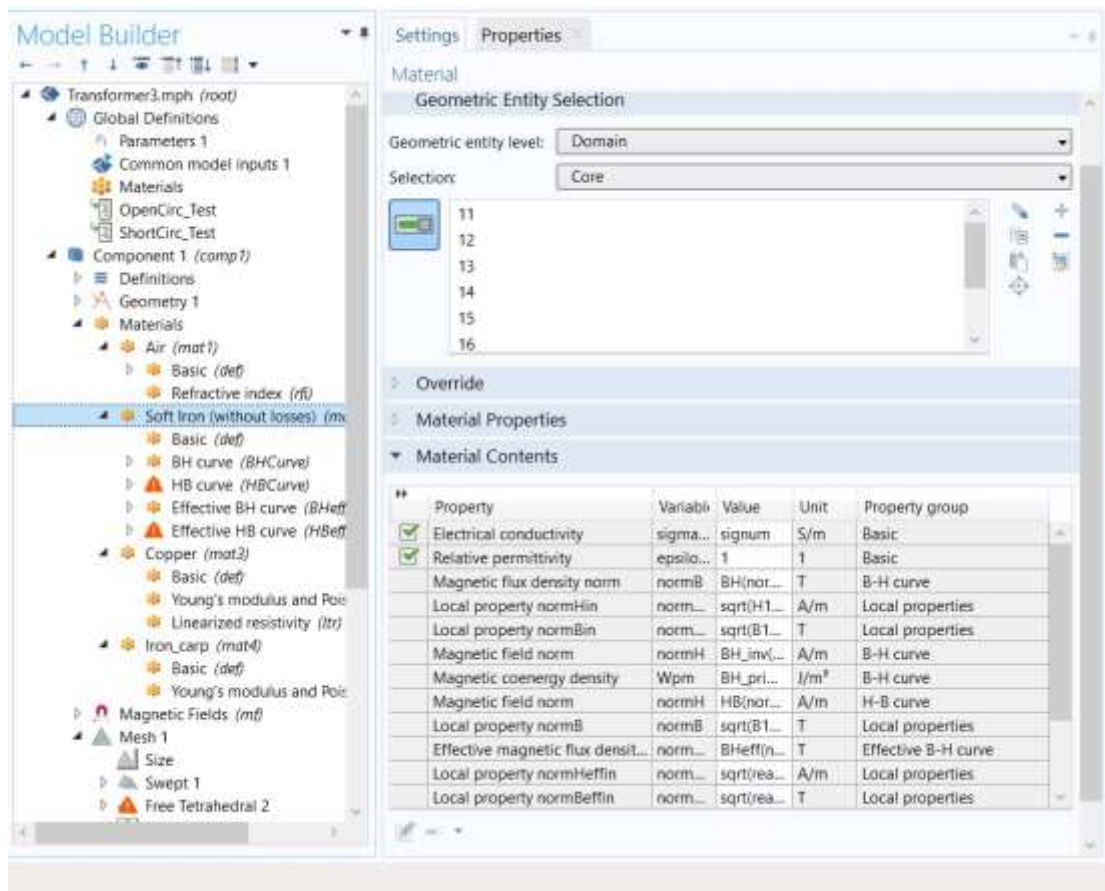 Model Builder
Transformer3.mph (root)
Global Definitions
Parameters 1
Common model inputs 1
Materials
OpenCirc_Test
ShortCirc_Test
Component 1 (comp1)
Definitions
Geometry 1
Materials
Air (mat1)
Basic (def)
Refractive index (rfi)
Soft Iron (without losses) (m
Basic (def)
BH curve (BHCurve)
HB curve (HBCurve)
Effective BH curve (BHeff
Effective HB curve (HBeff
Copper (mat3)
Basic (def)
Young's modulus and Pois
Linearized resistivity (ltr)
Iron_carp (mat4)
Basic (def)
Young's modulus and Pois
Magnetic Fields (mf)
Mesh 1
Size
Swept 1
Free Tetrahedral 2
Settings Properties
Material
Geometric Entity Selection
Geometric entity level: Domain
Selection: Core
11
12
13
14
15
16
Override
Material Properties
Material Contents
Property Variabl Value Unit Property group
Electrical conductivity sigma... signum S/m Basic
Relative permittivity epsilo... 1 1 Basic
Magnetic flux density norm normB BH(nor... T B-H curve
Local property normHin norm... sqrt(H1... A/m Local properties
Local property normBin norm... sqrt(B1... T Local properties
Magnetic field norm normH BH_inv(... A/m B-H curve
Magnetic coenergy density Wpm BH_pri... J/m³ B-H curve
Magnetic field norm normH HB(nor... A/m H-B curve
Local property normB normB sqrt(B1... T Local properties
Effective magnetic flux densit... norm... BHeff(n... T Effective B-H curve
Local property normHeffin norm... sqrt(rea... A/m Local properties
Local property normBeffin norm... sqrt(rea... T Local properties